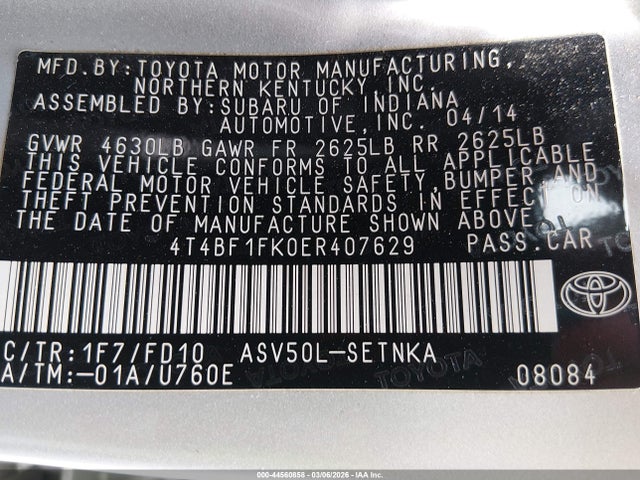 MFD.BY:TOYOTA MOTOR MANUFACTURING,
NORTHERN KENTUCKY,INC.
ASSEMBLED BY:SUBARU OF INDIANA
AUTOMOTIVE,INC. 04/14
GVWR 4630LB GAWR FR 2625LB RR 2625LB
THIS VEHICLE CONFORMS TO ALL APPLICABLE
FEDERAL MOTOR VEHICLE SAFETY,BUMPER,AND
THEFT PREVENTION STANDARDS IN EFFECT ON
THE DATE OF MANUFACTURE SHOWN ABOVE.
4T4BF1FK0ER407629 PASS.CAR
C/TR:1F7/FD10 ASV50L-SETNKA
A/TM:-01A/U760E 08084
TOYOTA
000-44560858 | 03/06/2026 | IAA Inc.